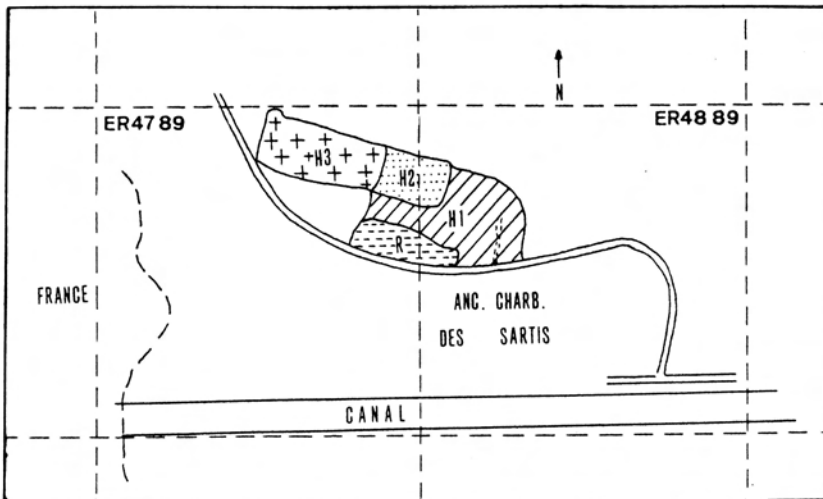 N
ER47 89
ER48 89
H3
H2
H1
R
FRANCE
ANC. CHARB.
DES SARTIS
CANAL